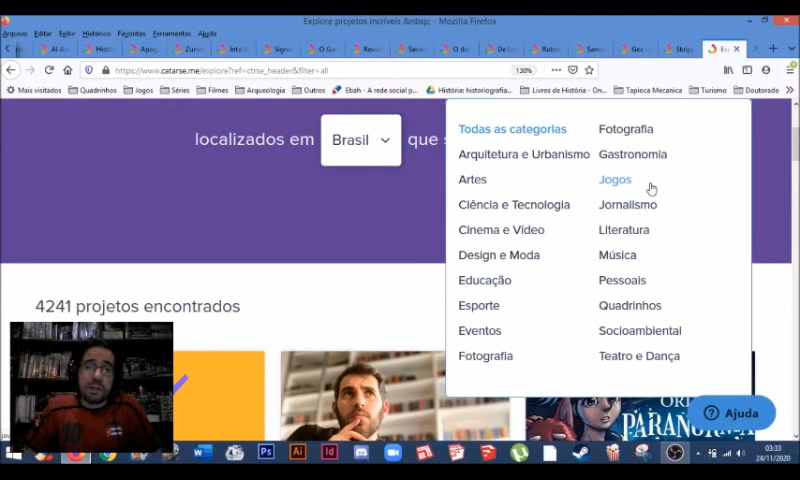 Explore projetos incríveis &nbsp; - Mozilla Firefox
Arquivo Editar Exibir Histórico Favoritos Ferramentas Ajuda
https://www.catarse.com/explore?ref=ctrse_header&filter=all
130%
Mais visitados Quadrinhos Jogos Séries Filmes Arqueologia Outros Ebah - A rede social p... História: historiografia... Livros de História - On... Tapioca Mecanica Turismo Doutorado
localizados em Brasil que
Todas as categorias
Arquitetura e Urbanismo
Artes
Ciência e Tecnologia
Cinema e Vídeo
Design e Moda
Educação
Esporte
Eventos
Fotografia
Fotografia
Gastronomia
Jogos
Jornalismo
Literatura
Música
Pessoais
Quadrinhos
Socioambiental
Teatro e Dança
4241 projetos encontrados
PARANORMA
Ajuda
03:33
24/11/2020